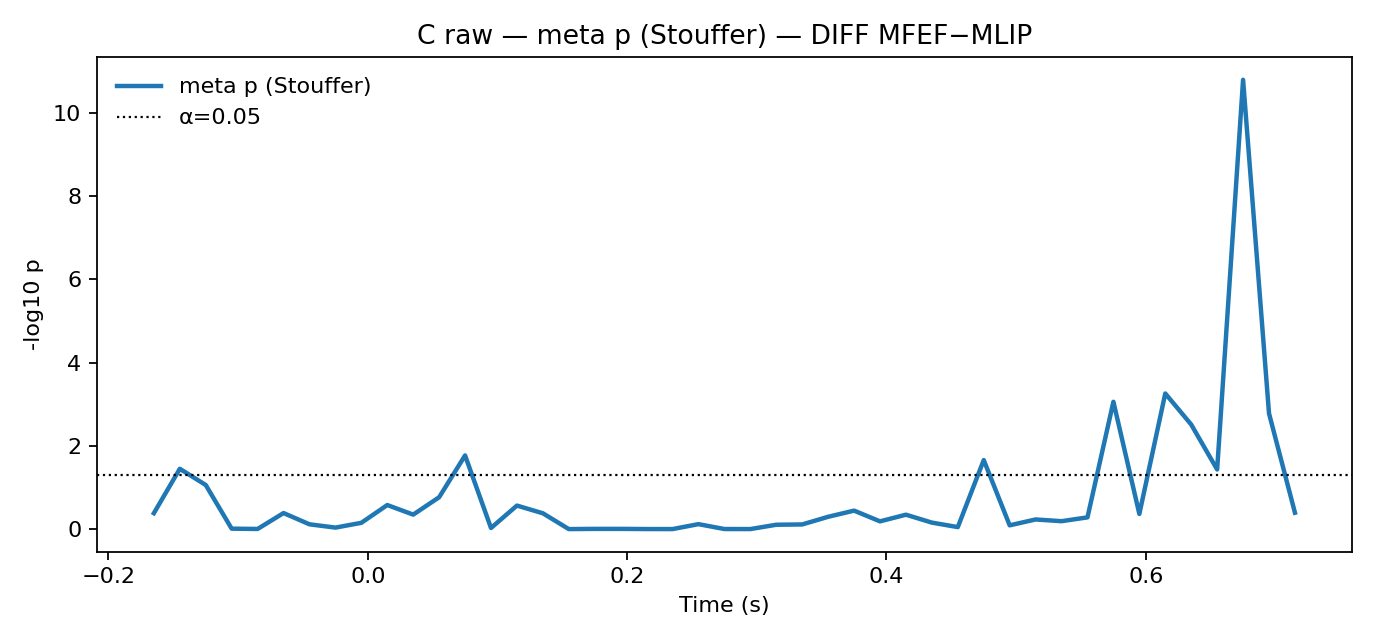 C raw — meta p (Stouffer) — DIFF MFEF−MLIP
meta p (Stouffer)
α=0.05
-log10 p
10
8
6
4
2
0
−0.2
0.0
0.2
0.4
0.6
Time (s)